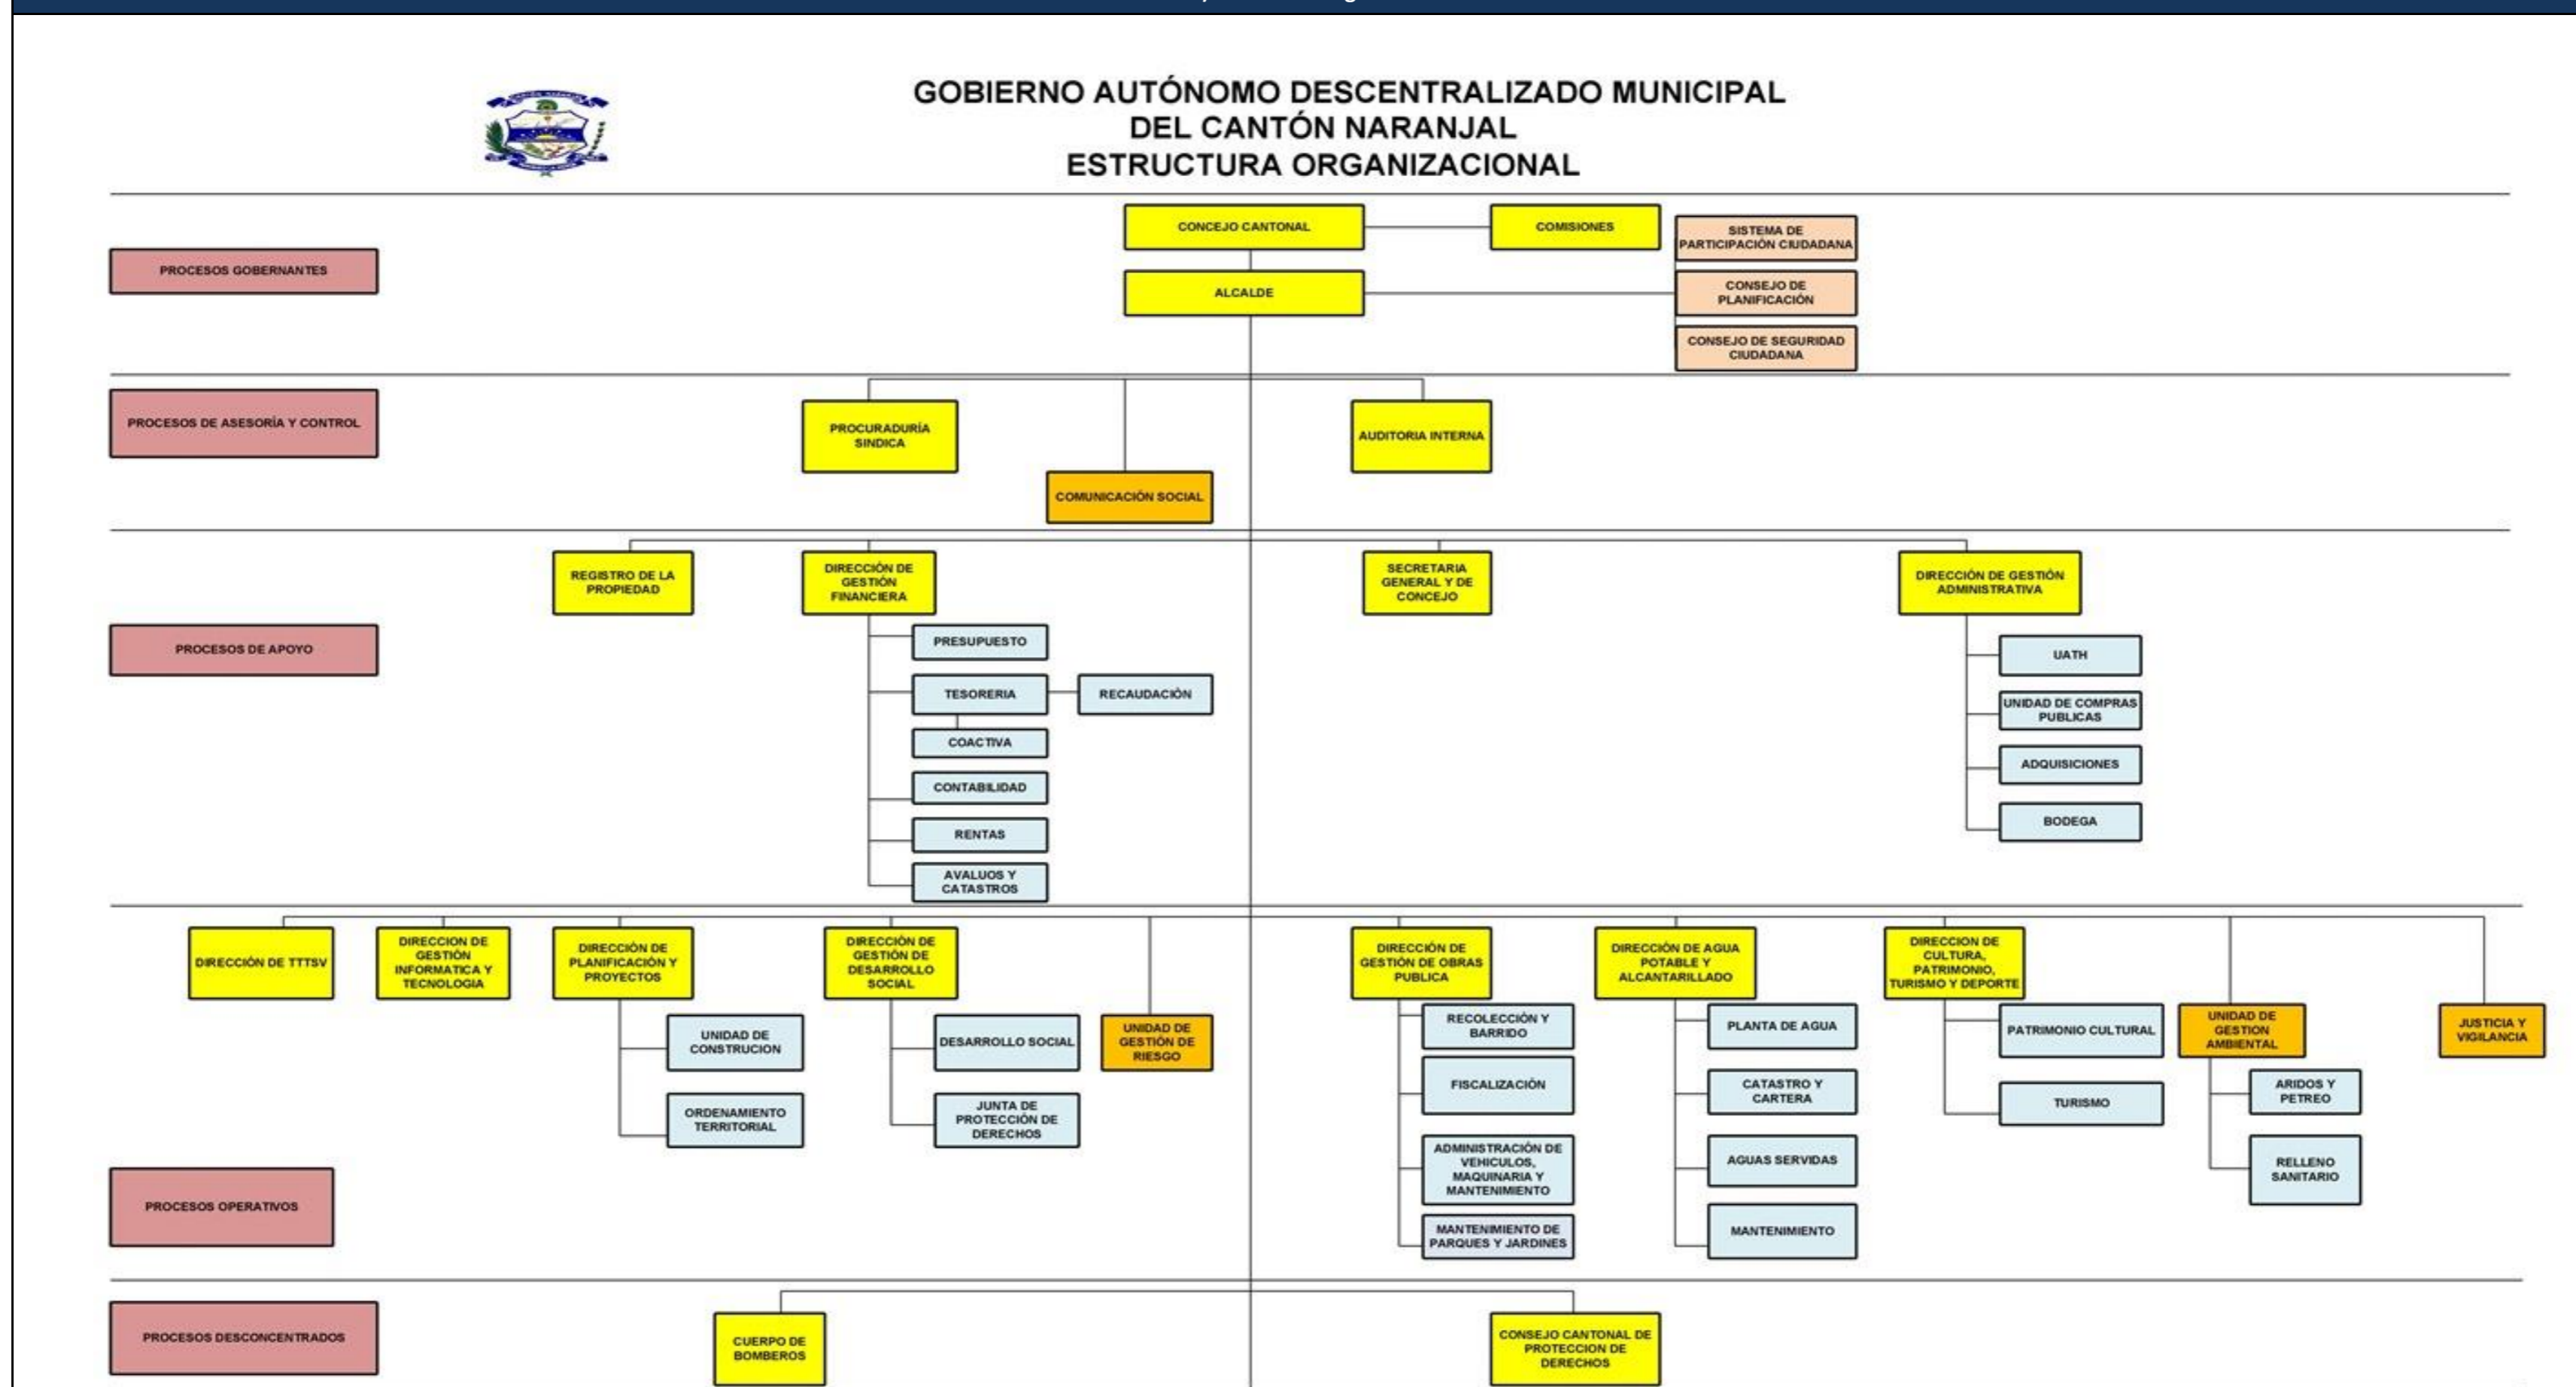 GOBIERNO AUTÓNOMO DESCENTRALIZADO MUNICIPAL
DEL CANTÓN NARANJAL
ESTRUCTURA ORGANIZACIONAL
PROCESOS GOBERNANTES
CONCEJO CANTONAL
COMISIONES
SISTEMA DE
PARTICIPACIÓN CIUDADANA
ALCALDE
CONSEJO DE
PLANIFICACIÓN
CONSEJO DE SEGURIDAD
CIUDADANA
PROCESOS DE ASESORÍA Y CONTROL
PROCURADURÍA
SINDICA
AUDITORIA INTERNA
COMUNICACIÓN SOCIAL
PROCESOS DE APOYO
REGISTRO DE LA
PROPIEDAD
DIRECCIÓN DE
GESTIÓN
FINANCIERA
SECRETARIA
GENERAL Y DE
CONCEJO
DIRECCIÓN DE GESTIÓN
ADMINISTRATIVA
PRESUPUESTO
TESORERIA
RECAUDACIÓN
COACTIVA
CONTABILIDAD
RENTAS
AVALUOS Y
CATASTROS
UATH
UNIDAD DE COMPRAS
PUBLICAS
ADQUISICIONES
BODEGA
PROCESOS OPERATIVOS
DIRECCIÓN DE TTTSV
DIRECCION DE
GESTIÓN
INFORMATICA Y
TECNOLOGIA
DIRECCIÓN DE
PLANIFICACIÓN Y
PROYECTOS
UNIDAD DE
CONSTRUCION
ORDENAMIENTO
TERRITORIAL
DIRECCIÓN DE
GESTIÓN DE
DESARROLLO
SOCIAL
DESARROLLO SOCIAL
JUNTA DE
PROTECCIÓN DE
DERECHOS
UNIDAD DE
GESTIÓN DE
RIESGO
DIRECCIÓN DE
GESTIÓN DE OBRAS
PUBLICA
RECOLECCIÓN Y
BARRIDO
FISCALIZACIÓN
ADMINISTRACIÓN DE
VEHICULOS,
MAQUINARIA Y
MANTENIMIENTO
MANTENIMIENTO DE
PARQUES Y JARDINES
DIRECCIÓN DE AGUA
POTABLE Y
ALCANTARILLADO
PLANTA DE AGUA
CATASTRO Y
CARTERA
AGUAS SERVIDAS
MANTENIMIENTO
DIRECCION DE
CULTURA,
PATRIMONIO,
TURISMO Y DEPORTE
PATRIMONIO CULTURAL
TURISMO
UNIDAD DE
GESTION
AMBIENTAL
ARIDOS Y
PETREO
RELLENO
SANITARIO
JUSTICIA Y
VIGILANCIA
PROCESOS DESCONCENTRADOS
CUERPO DE
BOMBEROS
CONSEJO CANTONAL DE
PROTECCION DE
DERECHOS